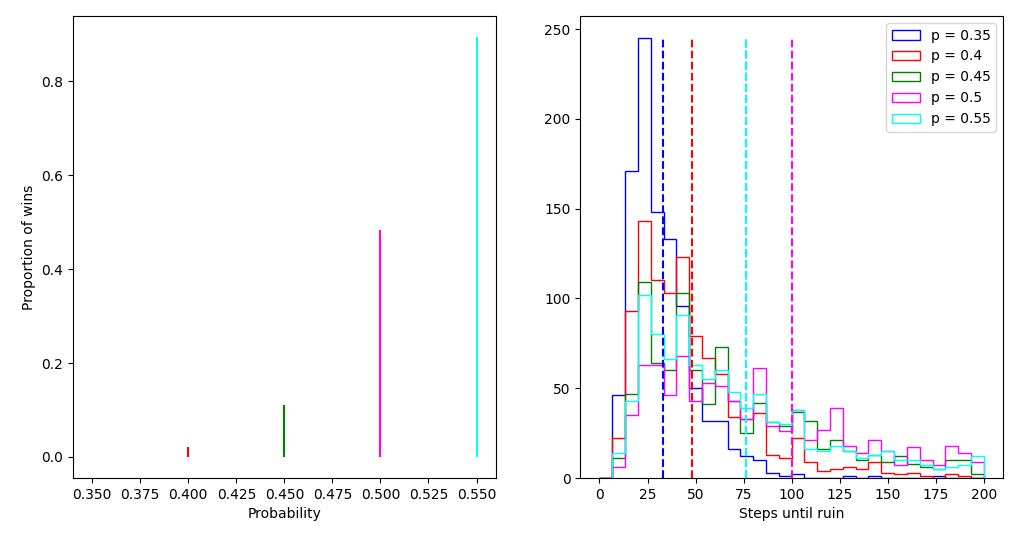 0.8
0.6
0.4
0.2
0.0
Proportion of wins
0.350 0.375 0.400 0.425 0.450 0.475 0.500 0.525 0.550
Probability
250
200
150
100
50
0
0 25 50 75 100 125 150 175 200
Steps until ruin
p = 0.35
p = 0.4
p = 0.45
p = 0.5
p = 0.55